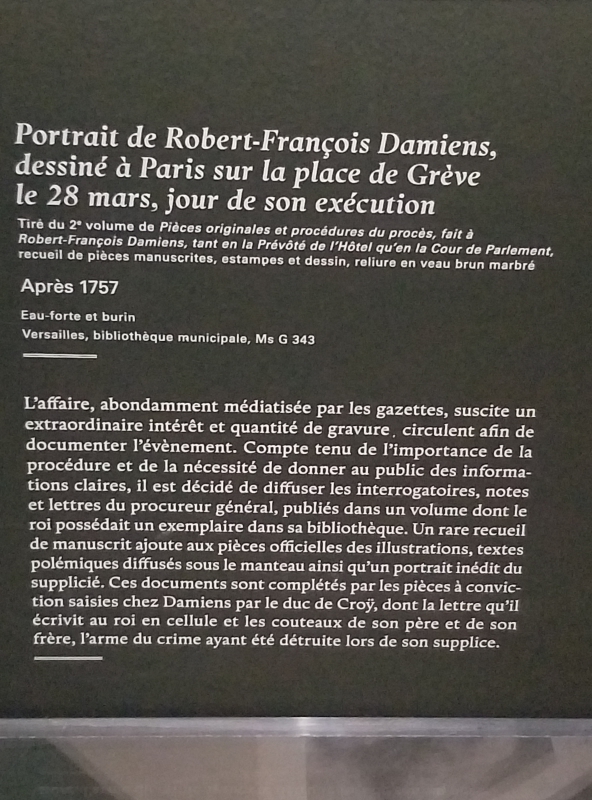 Portrait de Robert-François Damiens,
dessiné à Paris sur la place de Grève
le 28 mars, jour de son exécution
Tiré du 2e volume de Pièces originales et procédures du procès, fait à
Robert-François Damiens, tant en la Prévôté de l'Hôtel qu'en la Cour de Parlement,
recueil de pièces manuscrites, estampes et dessin, reliure en veau brun marbré
Après 1757
Eau-forte et burin
Versailles, bibliothèque municipale, Ms G 343
L'affaire, abondamment médiatisée par les gazettes, suscite un
extraordinaire intérêt et quantité de gravure . circulent afin de
documenter l'évènement. Compte tenu de l'importance de la
procédure et de la nécessité de donner au public des informa-
tions claires, il est décidé de diffuser les interrogatoires, notes
et lettres du procureur général, publiés dans un volume dont le
roi possédait un exemplaire dans sa bibliothèque. Un rare recueil
de manuscrit ajoute aux pièces officielles des illustrations, textes
polémiques diffusés sous le manteau ainsi qu'un portrait inédit du
supplicié. Ces documents sont complétés par les pièces à convic-
tion saisies chez Damiens par le duc de Croÿ, dont la lettre qu'il
écrivit au roi en cellule et les couteaux de son père et de son
frère, l'arme du crime ayant été détruite lors de son supplice.